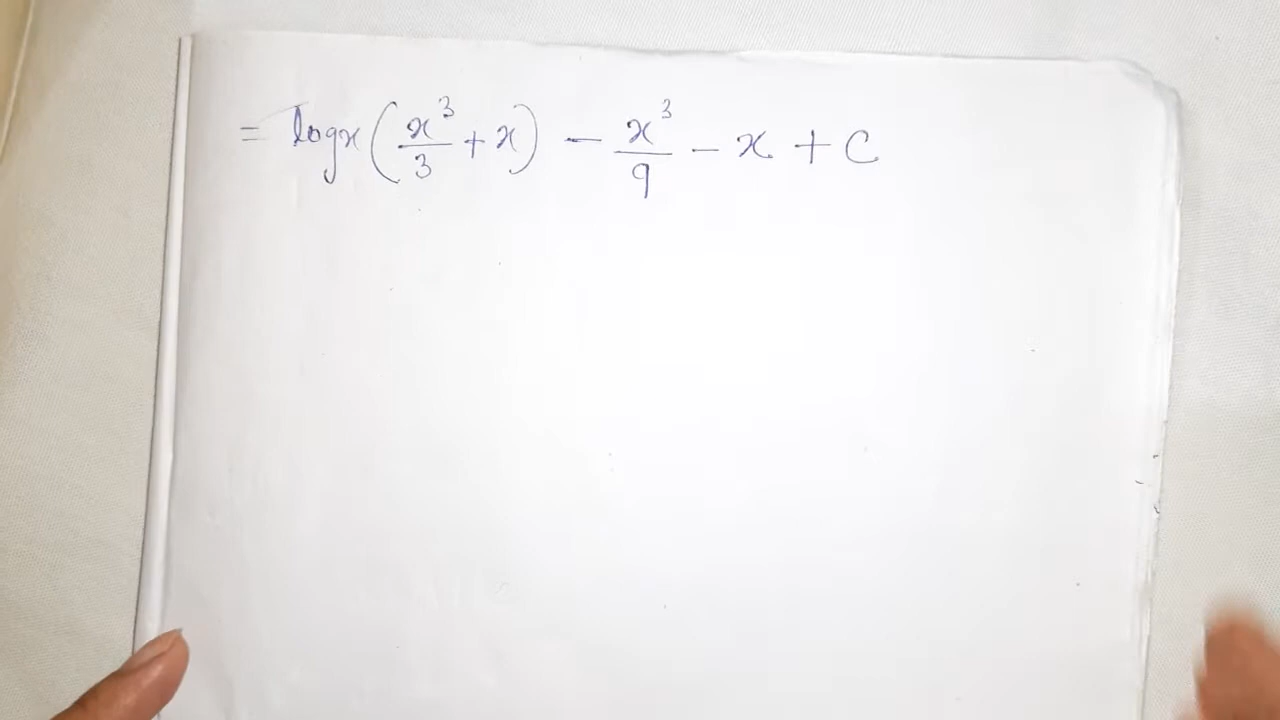 = log x (x³/3 + x) - x³/9 - x + C